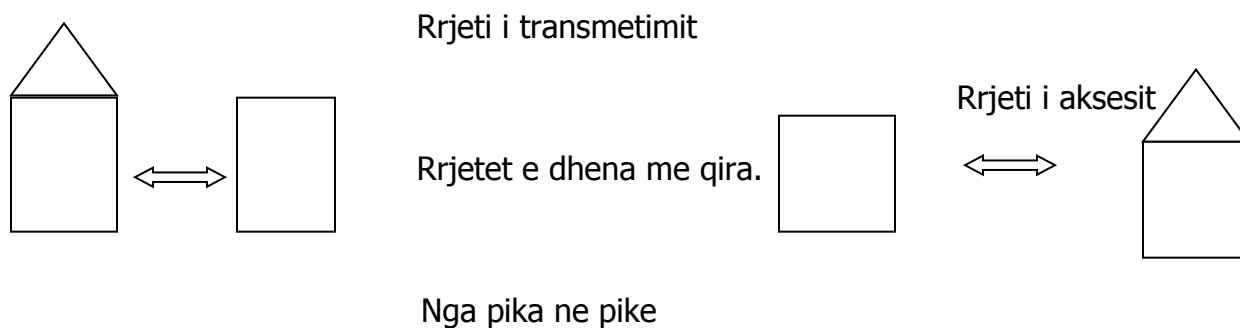 Rrjeti i transmetimit
Rrjeti i aksesit
Rrjetet e dhena me qira.
Nga pika ne pike